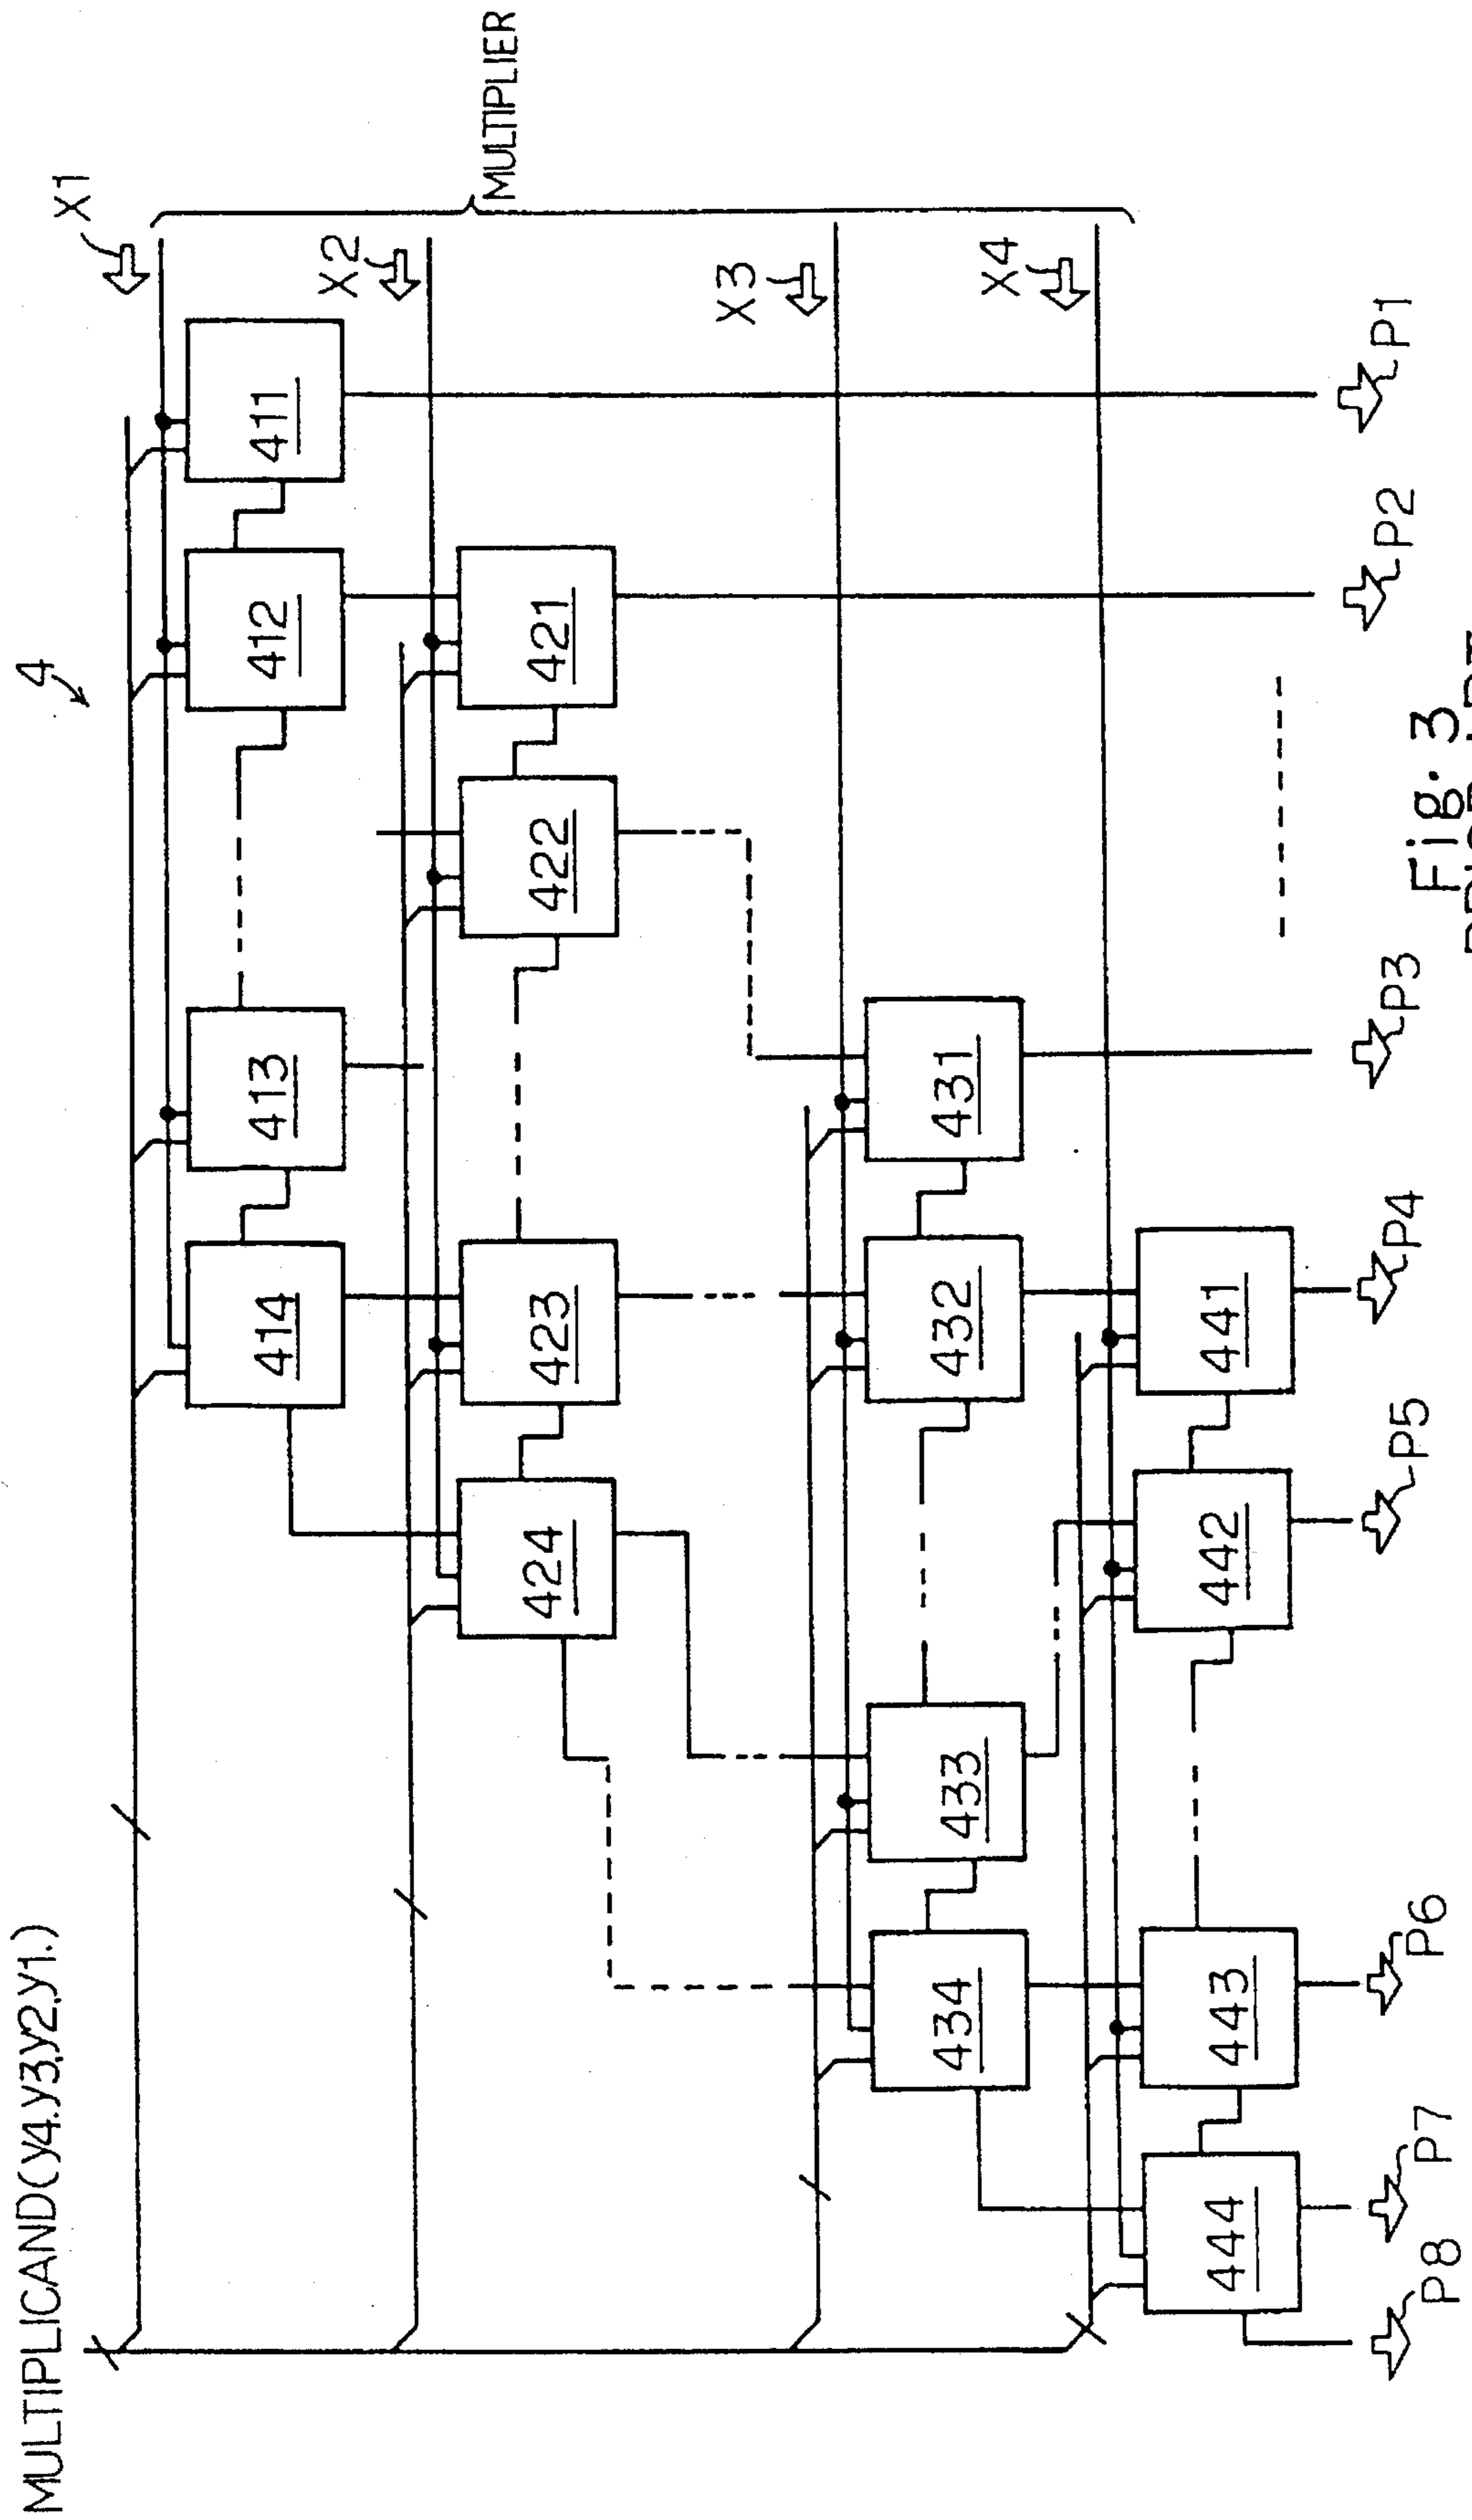 MULTIPLICAND(y4.y3,y2,y1.)
4
X1
MULTIPLIER
414
413
412
411
X2
424
423
422
421
X3
434
433
432
431
X4
444
443
442
441
P8
P7
P6
P5
P4
P3
P2
P1
Fig. 3